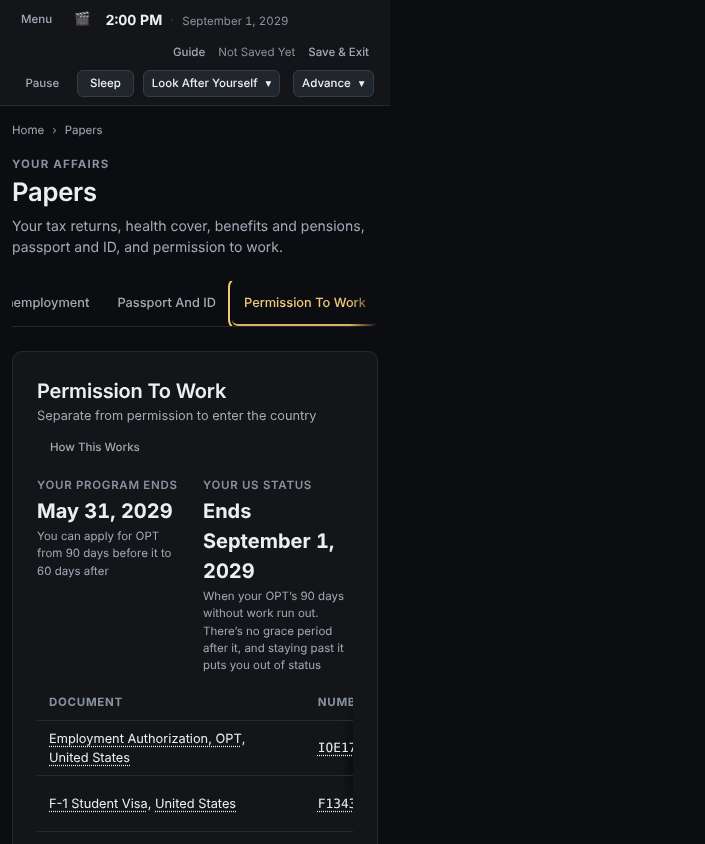 Menu 🎬 2:00 PM · September 1, 2029
Guide Not Saved Yet Save & Exit
Pause Sleep Look After Yourself ▾ Advance ▾
Home › Papers
YOUR AFFAIRS
Papers
Your tax returns, health cover, benefits and pensions,
passport and ID, and permission to work.
Passport And ID Permission To Work
Permission To Work
Separate from permission to enter the country
How This Works
YOUR PROGRAM ENDS
May 31, 2029
You can apply for OPT
from 90 days before it to
60 days after
YOUR US STATUS
Ends
September 1,
2029
When your OPT’s 90 days
without work run out.
There’s no grace period
after it, and staying past it
puts you out of status
DOCUMENT
Employment Authorization, OPT,
United States
F-1 Student Visa, United States